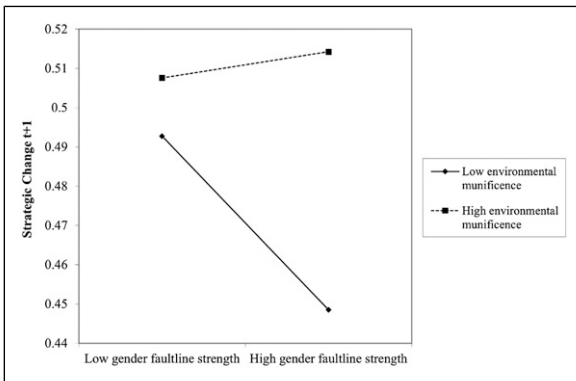 0.52
0.51
0.5
0.49
0.48
0.47
0.46
0.45
0.44
Strategic Change t+1
Low gender faultline strength
High gender faultline strength
Low environmental
munificence
High environmental
munificence